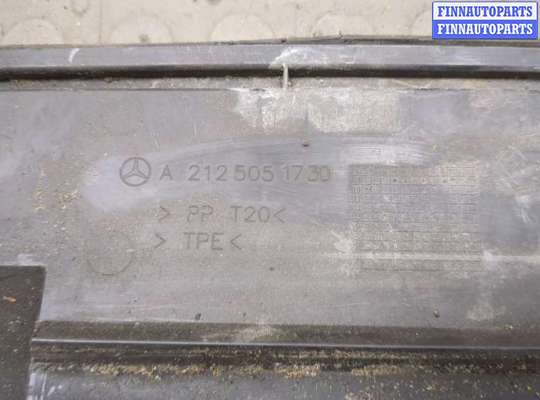 FINNAUTOPARTS
FINNAUTOPARTS
A 212 505 1730
> PP T20<
> TPE <